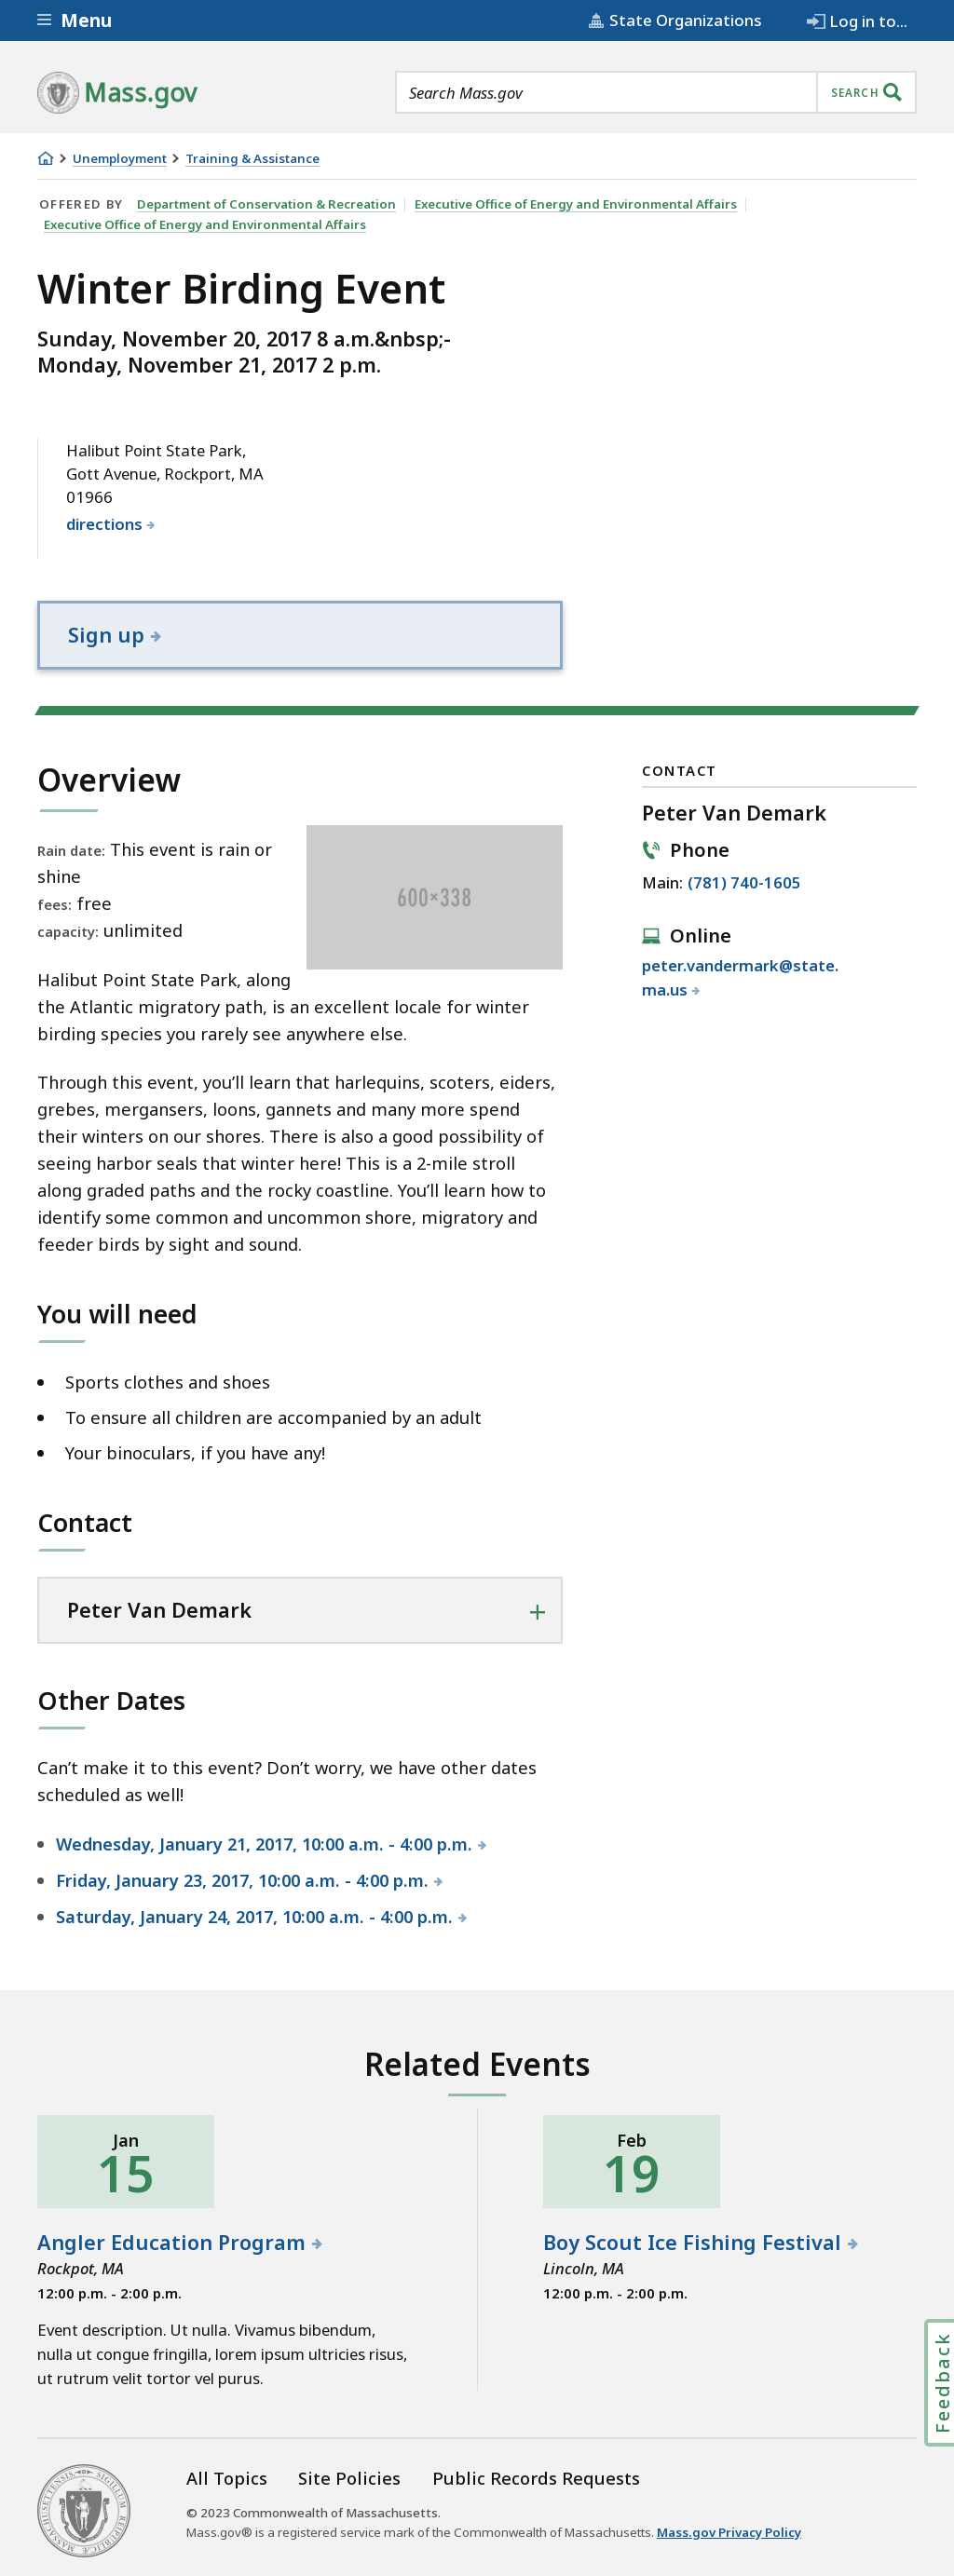 Menu
State Organizations
Log in to...
Mass.gov
Search Mass.gov
SEARCH
Unemployment
Training & Assistance
OFFERED BY Department of Conservation & Recreation Executive Office of Energy and Environmental Affairs
Executive Office of Energy and Environmental Affairs
Winter Birding Event
Sunday, November 20, 2017 8 a.m.&nbsp;-
Monday, November 21, 2017 2 p.m.
Halibut Point State Park,
Gott Avenue, Rockport, MA
01966
directions
Sign up
Overview
Rain date: This event is rain or
shine
fees: free
capacity: unlimited
600×338
Halibut Point State Park, along
the Atlantic migratory path, is an excellent locale for winter
birding species you rarely see anywhere else.
Through this event, you’ll learn that harlequins, scoters, eiders,
grebes, mergansers, loons, gannets and many more spend
their winters on our shores. There is also a good possibility of
seeing harbor seals that winter here! This is a 2-mile stroll
along graded paths and the rocky coastline. You’ll learn how to
identify some common and uncommon shore, migratory and
feeder birds by sight and sound.
You will need
Sports clothes and shoes
To ensure all children are accompanied by an adult
Your binoculars, if you have any!
Contact
Peter Van Demark
Other Dates
Can’t make it to this event? Don’t worry, we have other dates
scheduled as well!
Wednesday, January 21, 2017, 10:00 a.m. - 4:00 p.m.
Friday, January 23, 2017, 10:00 a.m. - 4:00 p.m.
Saturday, January 24, 2017, 10:00 a.m. - 4:00 p.m.
CONTACT
Peter Van Demark
Phone
Main: (781) 740-1605
Online
peter.vandermark@state.
ma.us
Related Events
Jan
15
Angler Education Program
Rockpot, MA
12:00 p.m. - 2:00 p.m.
Event description. Ut nulla. Vivamus bibendum,
nulla ut congue fringilla, lorem ipsum ultricies risus,
ut rutrum velit tortor vel purus.
Feb
19
Boy Scout Ice Fishing Festival
Lincoln, MA
12:00 p.m. - 2:00 p.m.
Feedback
All Topics
Site Policies
Public Records Requests
© 2023 Commonwealth of Massachusetts.
Mass.gov® is a registered service mark of the Commonwealth of Massachusetts. Mass.gov Privacy Policy